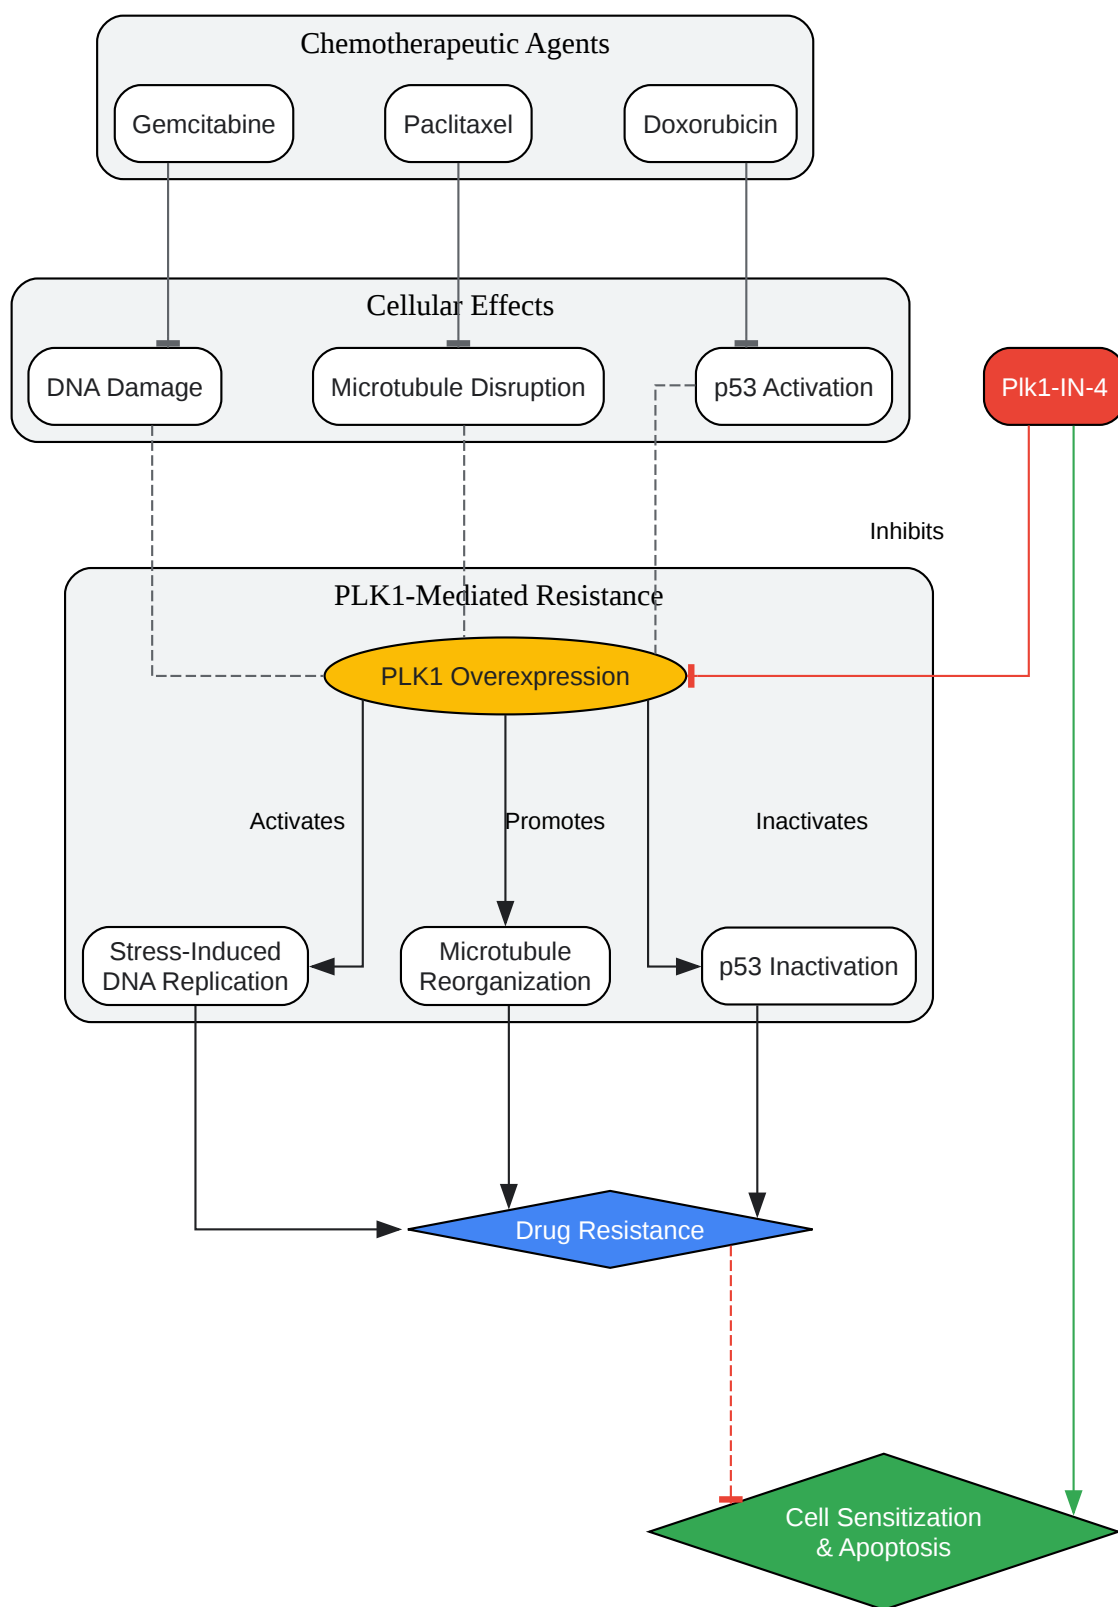 Chemotherapeutic Agents
Gemcitabine
Paclitaxel
Doxorubicin
Cellular Effects
DNA Damage
Microtubule Disruption
p53 Activation
Plk1-IN-4
Inhibits
PLK1-Mediated Resistance
PLK1 Overexpression
Activates
Promotes
Inactivates
Stress-Induced
DNA Replication
Microtubule
Reorganization
p53 Inactivation
Drug Resistance
Cell Sensitization
& Apoptosis